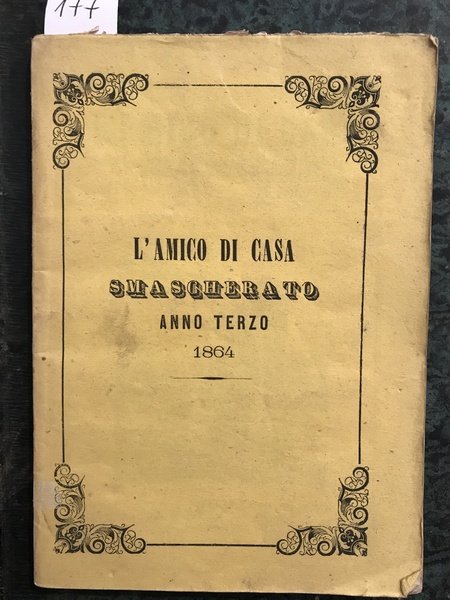 177
L'AMICO DI CASA
SMASCHERATO
ANNO TERZO
1864